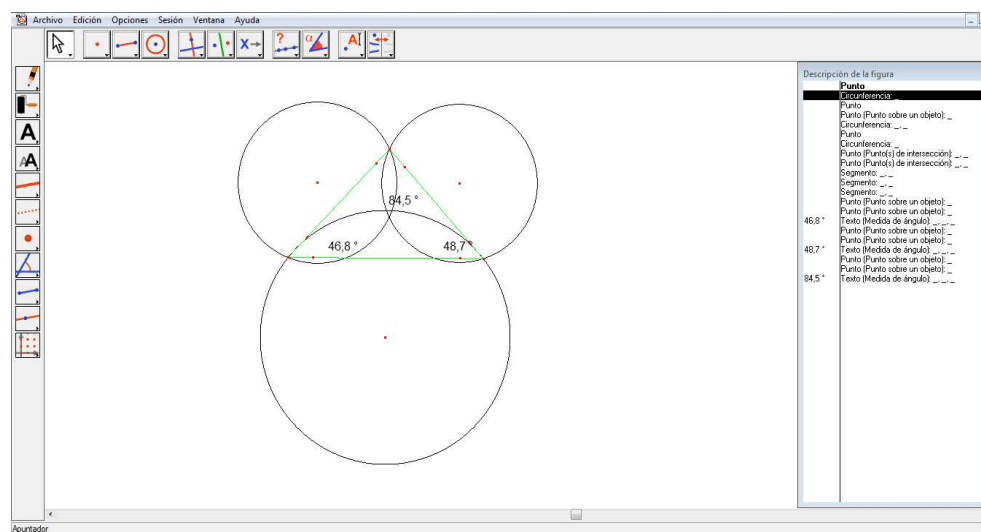 Archivo Edición Opciones Sesión Ventana Ayuda
A
AA
84,5 °
46,8 °
48,7 °
Descripción de la figura
Punto
Circunferencia: _
Punto
Punto (Punto sobre un objeto): _
Circunferencia: _, _
Punto
Circunferencia: _
Punto (Punto(s) de intersección): _, _
Punto (Punto(s) de intersección): _, _
Segmento: _, _
Segmento: _, _
Segmento: _, _
Punto (Punto sobre un objeto): _
Punto (Punto sobre un objeto): _
46,8 ° Texto (Medida de ángulo): _, _, _
Punto (Punto sobre un objeto): _
Punto (Punto sobre un objeto): _
48,7 ° Texto (Medida de ángulo): _, _, _
Punto (Punto sobre un objeto): _
Punto (Punto sobre un objeto): _
84,5 ° Texto (Medida de ángulo): _, _, _
Apuntador